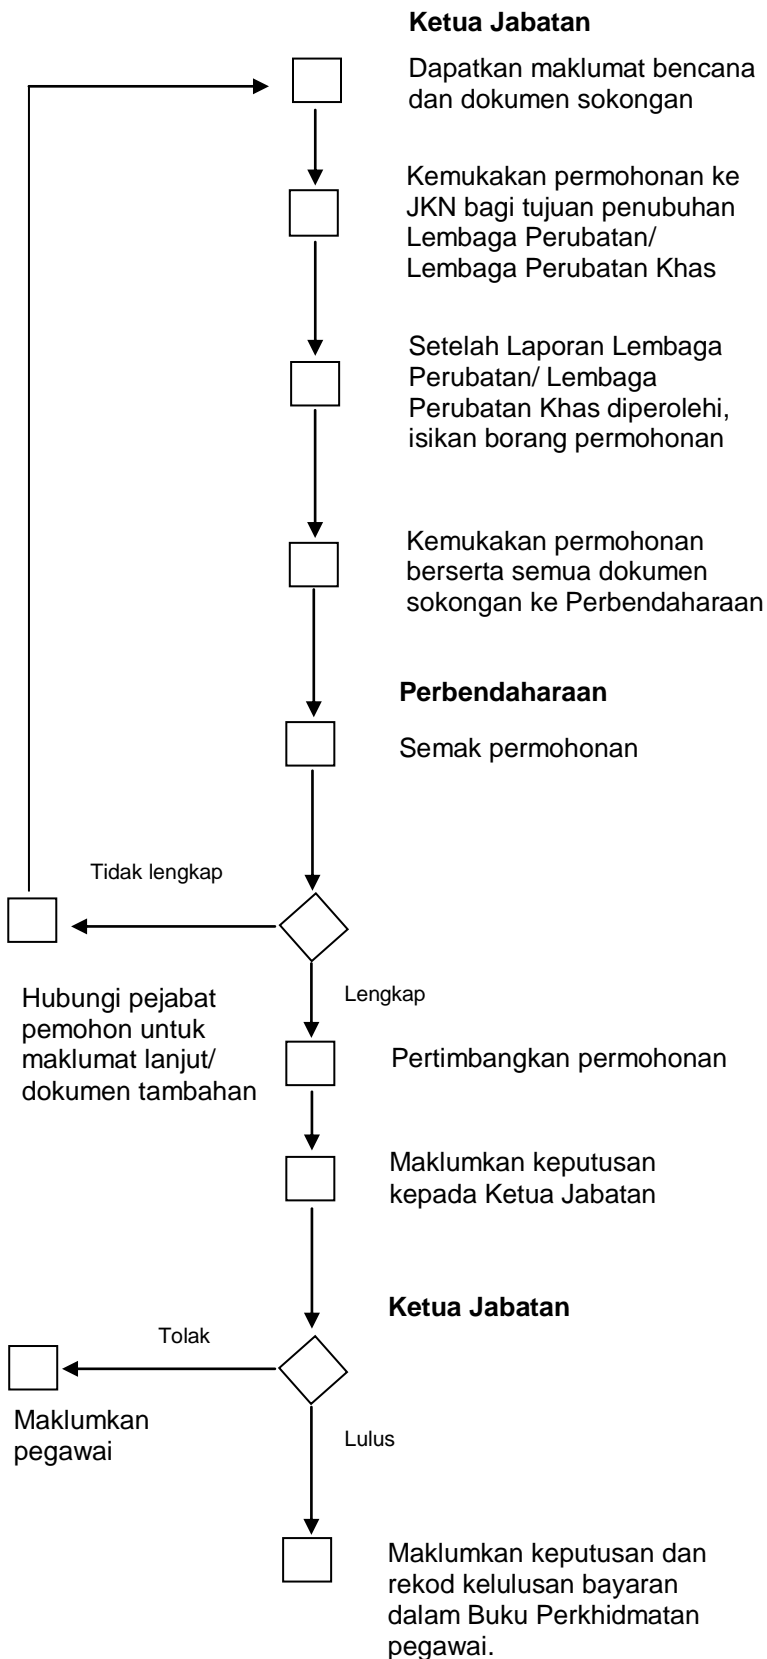 Ketua Jabatan
Dapatkan maklumat bencana
dan dokumen sokongan
Kemukakan permohonan ke
JKN bagi tujuan penubuhan
Lembaga Perubatan/
Lembaga Perubatan Khas
Setelah Laporan Lembaga
Perubatan/ Lembaga
Perubatan Khas diperolehi,
isikan borang permohonan
Kemukakan permohonan
berserta semua dokumen
sokongan ke Perbendaharaan
Perbendaharaan
Semak permohonan
Tidak lengkap
Hubungi pejabat
pemohon untuk
maklumat lanjut/
dokumen tambahan
Lengkap
Pertimbangkan permohonan
Maklumkan keputusan
kepada Ketua Jabatan
Ketua Jabatan
Tolak
Maklumkan
pegawai
Lulus
Maklumkan keputusan dan
rekod kelulusan bayaran
dalam Buku Perkhidmatan
pegawai.